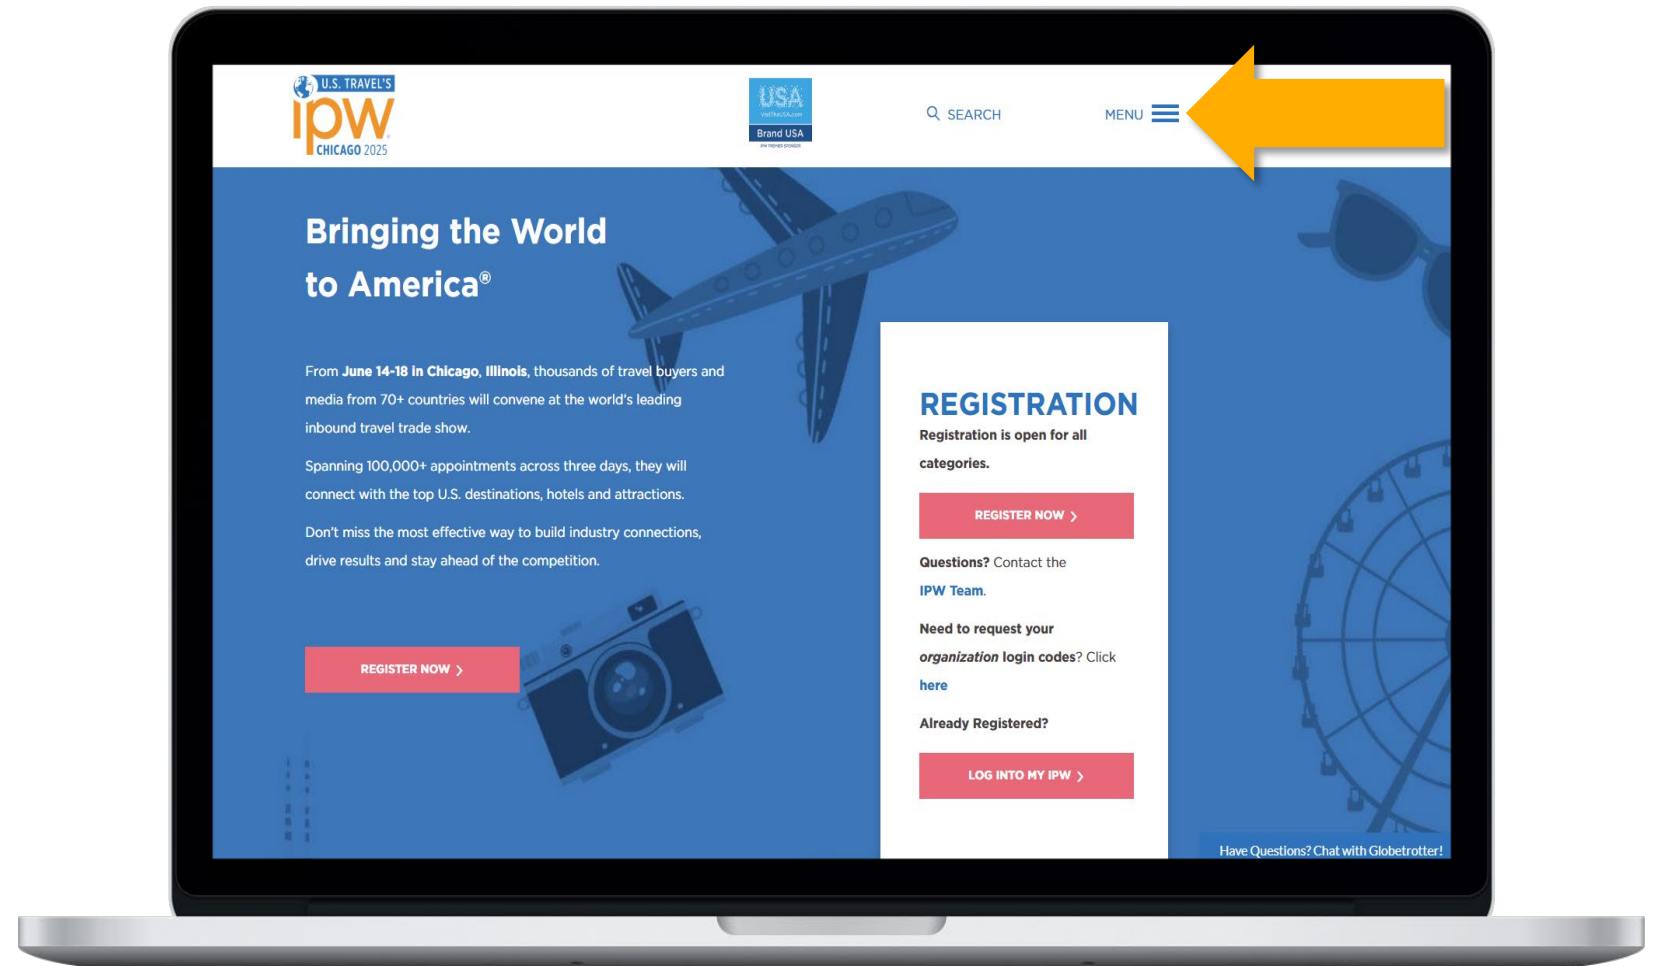 U.S. TRAVEL'S
ipw
CHICAGO 2025
USA
VisitTheUSA.com
Brand USA
IPW PREMIER SPONSOR
SEARCH
MENU
Bringing the World
to America®
From June 14-18 in Chicago, Illinois, thousands of travel buyers and
media from 70+ countries will convene at the world's leading
inbound travel trade show.
Spanning 100,000+ appointments across three days, they will
connect with the top U.S. destinations, hotels and attractions.
Don't miss the most effective way to build industry connections,
drive results and stay ahead of the competition.
REGISTER NOW >
REGISTRATION
Registration is open for all
categories.
REGISTER NOW >
Questions? Contact the
IPW Team.
Need to request your
organization login codes? Click
here
Already Registered?
LOG INTO MY IPW >
Have Questions? Chat with Globetrotter!